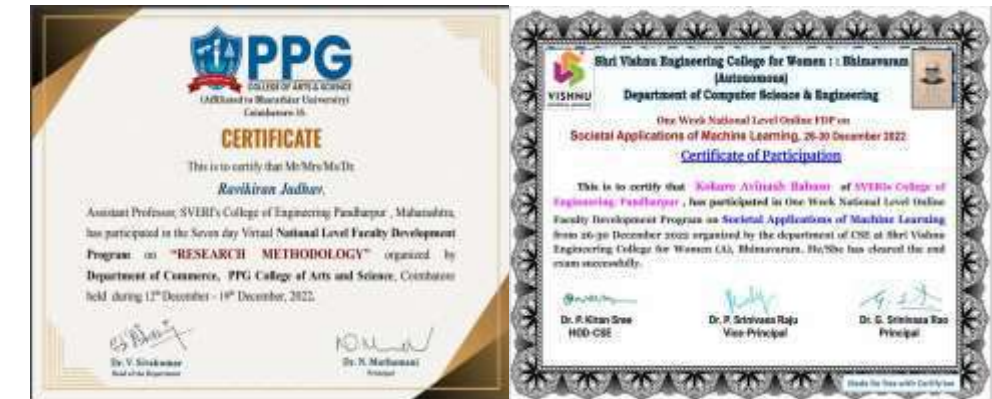 PPG
COLLEGE OF ARTS & SCIENCE
(Affiliated to Bharathiar University)
Coimbatore 35
CERTIFICATE
This is to certify that Mr/Mrs/Ms/Dr.
Ravikiran Jadhav,
Assistant Professor, SVERI's College of Engineering Pandharpur , Maharashtra,
has participated in the Seven day Virtual National Level Faculty Development
Program on "RESEARCH METHODOLOGY" organized by
Department of Commerce, PPG College of Arts and Science, Coimbatore
held during 12th December - 19th December, 2022.
Dr. V. Sivakumar
Head of the Department
Dr. N. Muthumani
Principal
VISHNU
Shri Vishnu Engineering College for Women : : Bhimavaram
(Autonomous)
Department of Computer Science & Engineering
One Week National Level Online FDP on
Societal Applications of Machine Learning, 26-30 December 2022
Certificate of Participation
This is to certify that Kokare Avinash Babaso of SVERIs College of
Engineering Pandharpur , has participated in One Week National Level Online
Faculty Development Program on Societal Applications of Machine Learning
from 26-30 December 2022 organized by the department of CSE at Shri Vishnu
Engineering College for Women (A), Bhimavaram. He/She has cleared the end
exam successfully.
Dr. P. Kiran Sree
HOD-CSE
Dr. P. Srinivasa Raju
Vice-Principal
Dr. G. Srinivasa Rao
Principal
Made for free with Certify'em